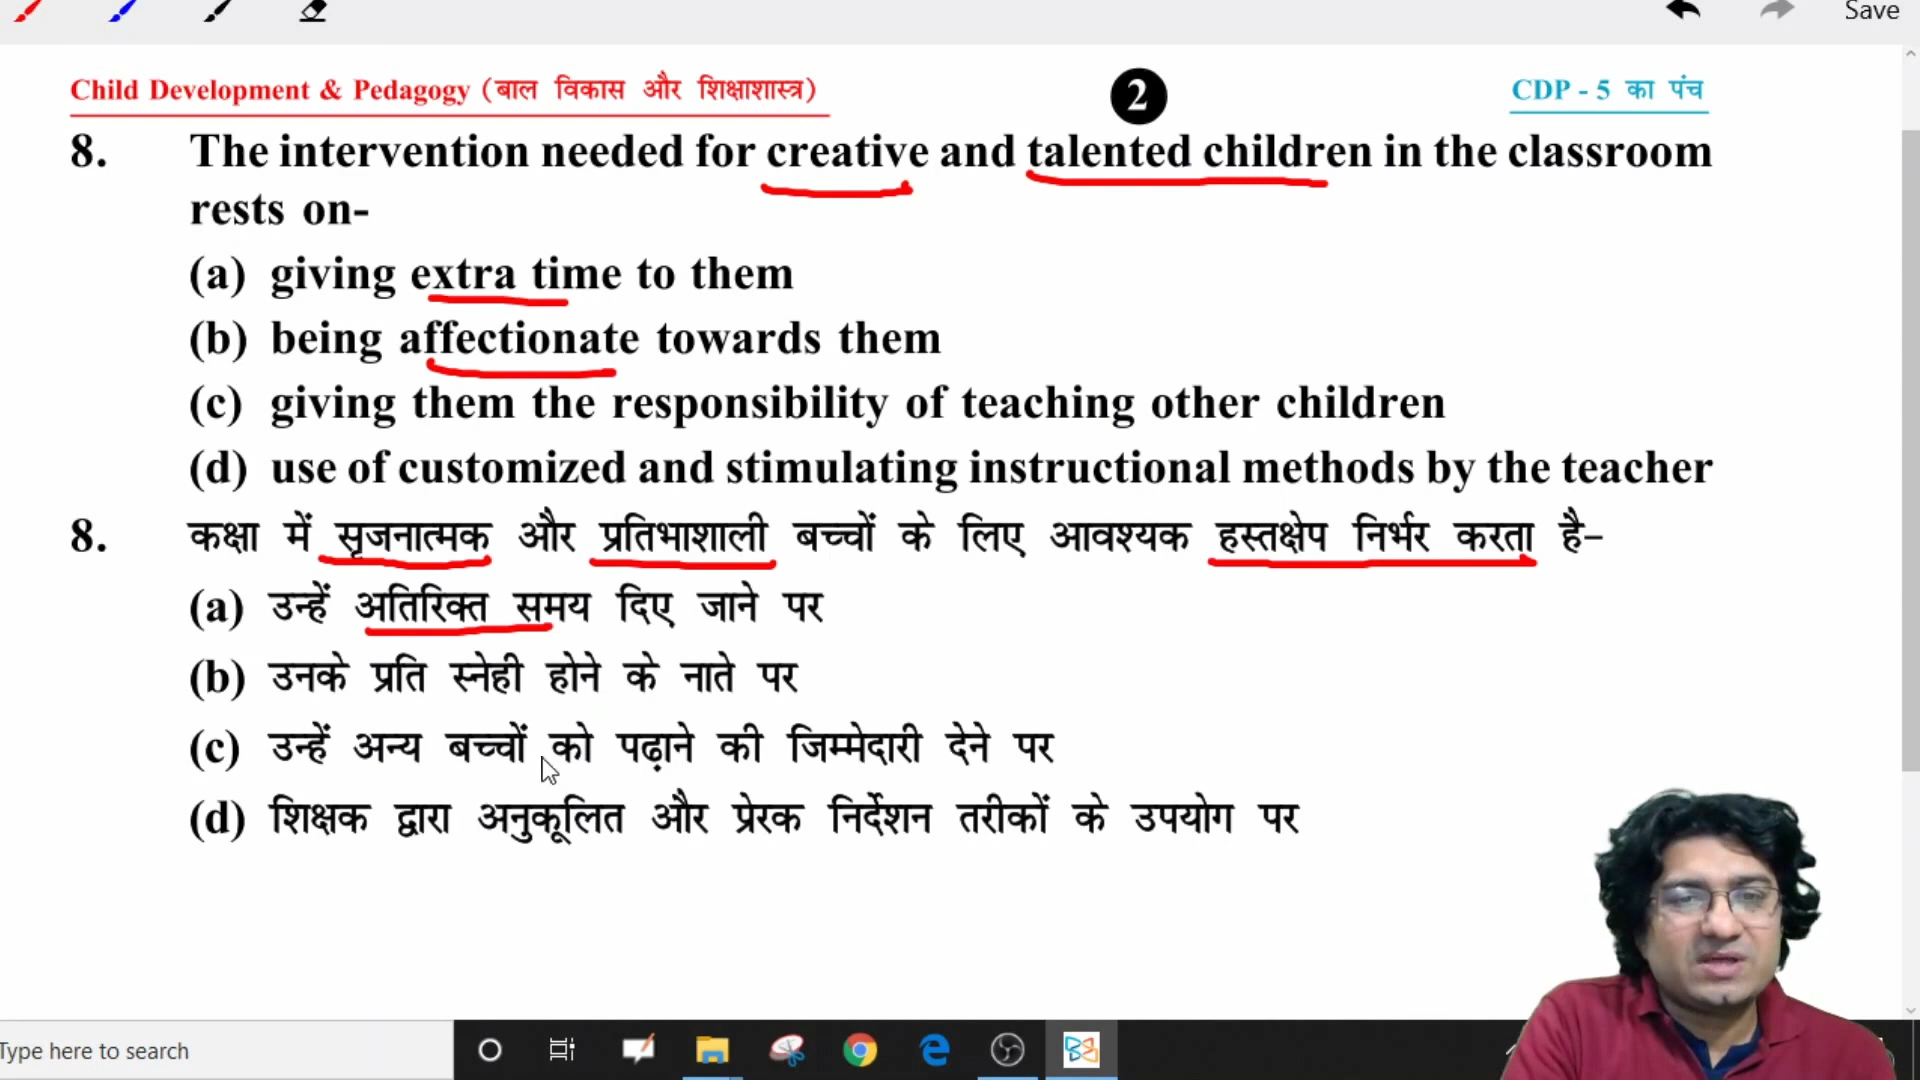 Save
Child Development & Pedagogy (बाल विकास और शिक्षाशास्त्र)
2
CDP - 5 का पंच
8. The intervention needed for creative and talented children in the classroom
rests on-
(a) giving extra time to them
(b) being affectionate towards them
(c) giving them the responsibility of teaching other children
(d) use of customized and stimulating instructional methods by the teacher
8. कक्षा में सृजनात्मक और प्रतिभाशाली बच्चों के लिए आवश्यक हस्तक्षेप निर्भर करता है–
(a) उन्हें अतिरिक्त समय दिए जाने पर
(b) उनके प्रति स्नेही होने के नाते पर
(c) उन्हें अन्य बच्चों को पढ़ाने की जिम्मेदारी देने पर
(d) शिक्षक द्वारा अनुकूलित और प्रेरक निर्देशन तरीकों के उपयोग पर
Type here to search